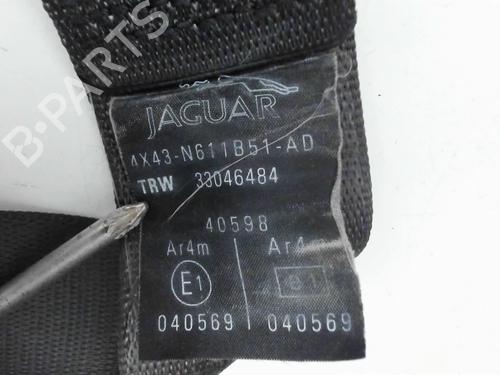 JAGUAR
4X43-N611B51-AD
TRW 33046484
40598
Ar4m Ar4
E1 e1
040569 040569
B-PARTS